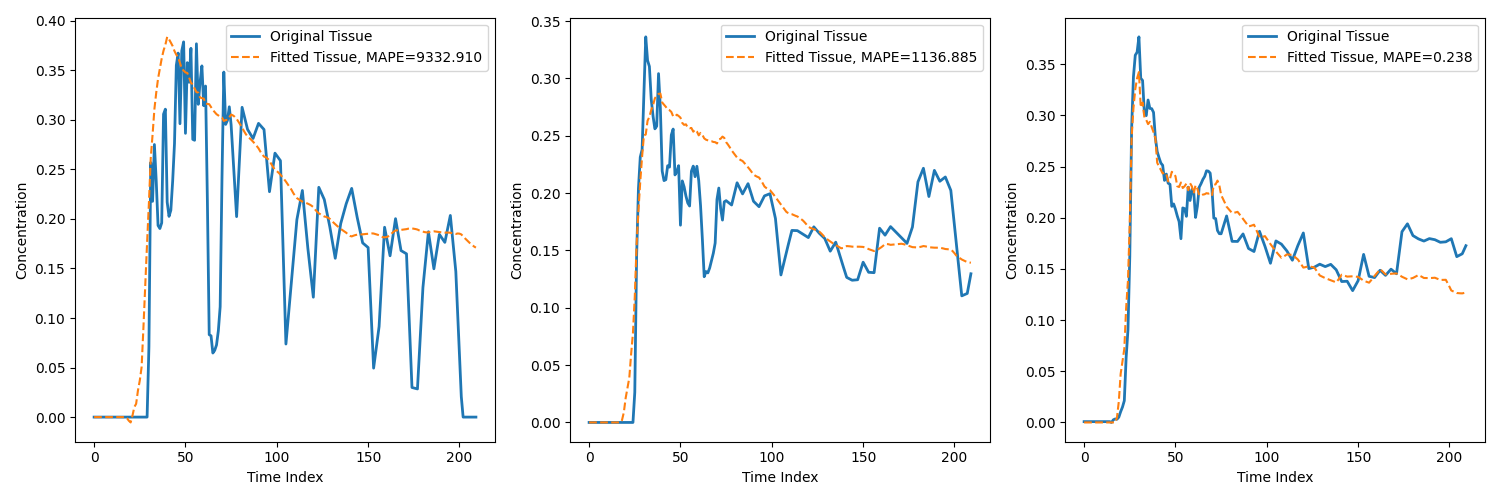 0.40
0.35
0.30
0.25
0.20
0.15
0.10
0.05
0.00
Concentration
0 50 100 150 200
Time Index
Original Tissue
Fitted Tissue, MAPE=9332.910
0.35
0.30
0.25
0.20
0.15
0.10
0.05
0.00
Concentration
0 50 100 150 200
Time Index
Original Tissue
Fitted Tissue, MAPE=1136.885
0.35
0.30
0.25
0.20
0.15
0.10
0.05
0.00
Concentration
0 50 100 150 200
Time Index
Original Tissue
Fitted Tissue, MAPE=0.238